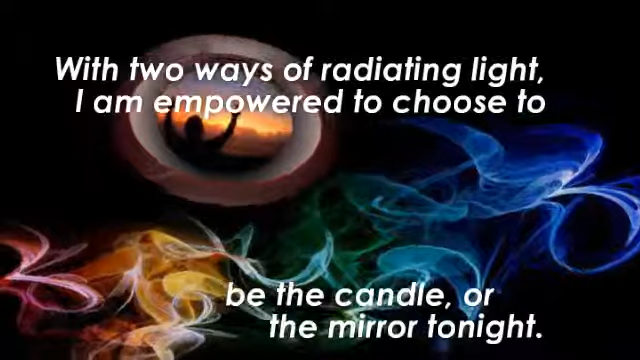 With two ways of radiating light,
I am empowered to choose to
be the candle, or
the mirror tonight.